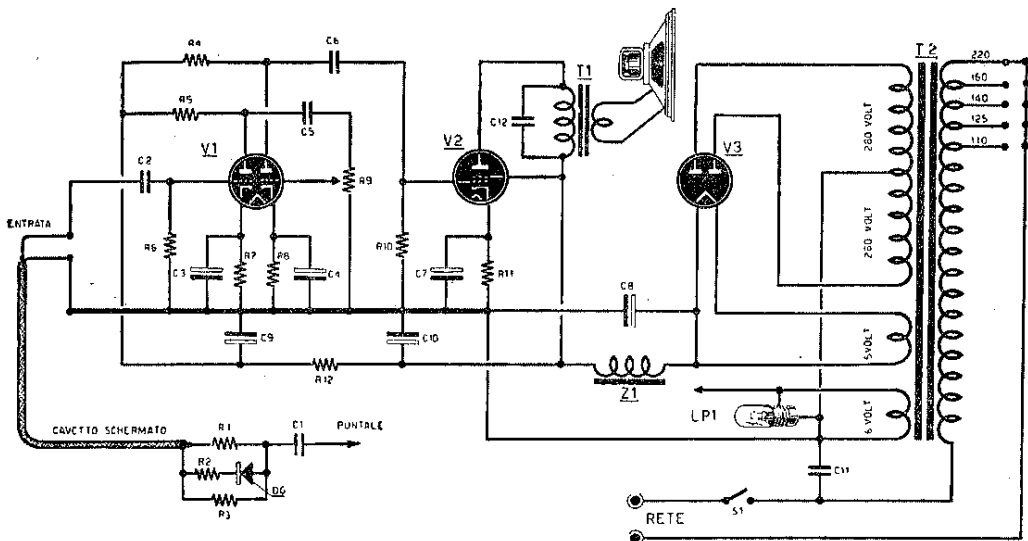 R4
C6
R5
C5
V1
C2
R9
ENTRATA
R6
C3
R7
R8
C4
R10
C7
R11
V2
C12
T1
V3
C8
C9
R12
C10
Z1
T2
280 VOLT
280 VOLT
5 VOLT
6 VOLT
220
160
140
125
110
LP1
C11
S1
RETE
CAVETTO SCHERMATO
R1
C1
PUNTALE
R2
DG
R3